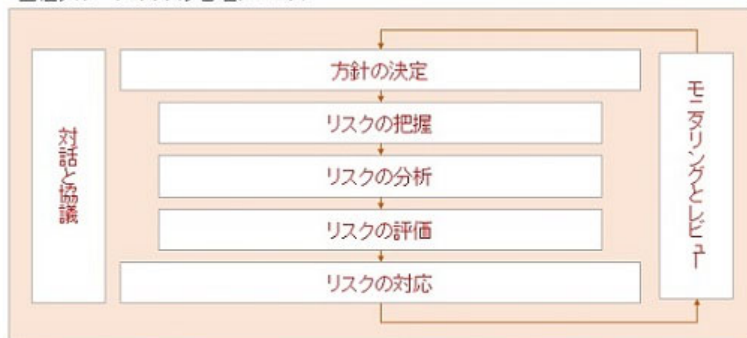 方針の決定
リスクの把握
リスクの分析
リスクの評価
リスクの対応
対話と協議
モニタリングとレビュー